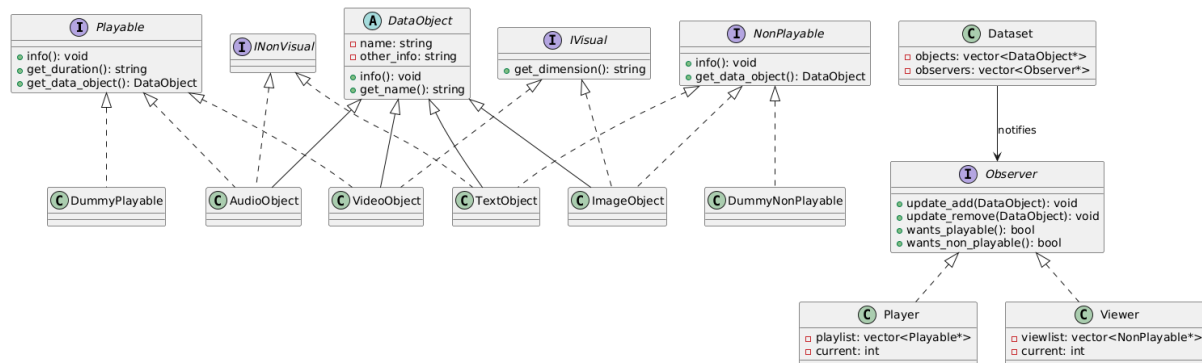 I Playable
info(): void
get_duration(): string
get_data_object(): DataObject
I INonVisual
A DataObject
name: string
other_info: string
info(): void
get_name(): string
I IVisual
get_dimension(): string
I NonPlayable
info(): void
get_data_object(): DataObject
C Dataset
objects: vector<DataObject*>
observers: vector<Observer*>
notifies
C DummyPlayable
C AudioObject
C VideoObject
C TextObject
C ImageObject
C DummyNonPlayable
I Observer
update_add(DataObject): void
update_remove(DataObject): void
wants_playable(): bool
wants_non_playable(): bool
C Player
playlist: vector<Playable*>
current: int
C Viewer
viewlist: vector<NonPlayable*>
current: int